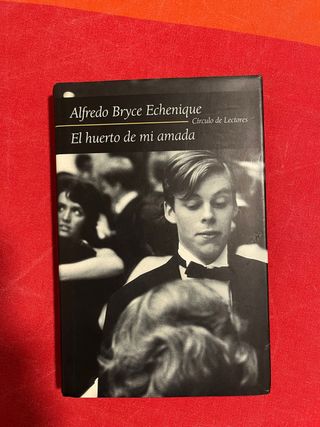 Alfredo Bryce Echenique
Círculo de Lectores
El huerto de mi amada